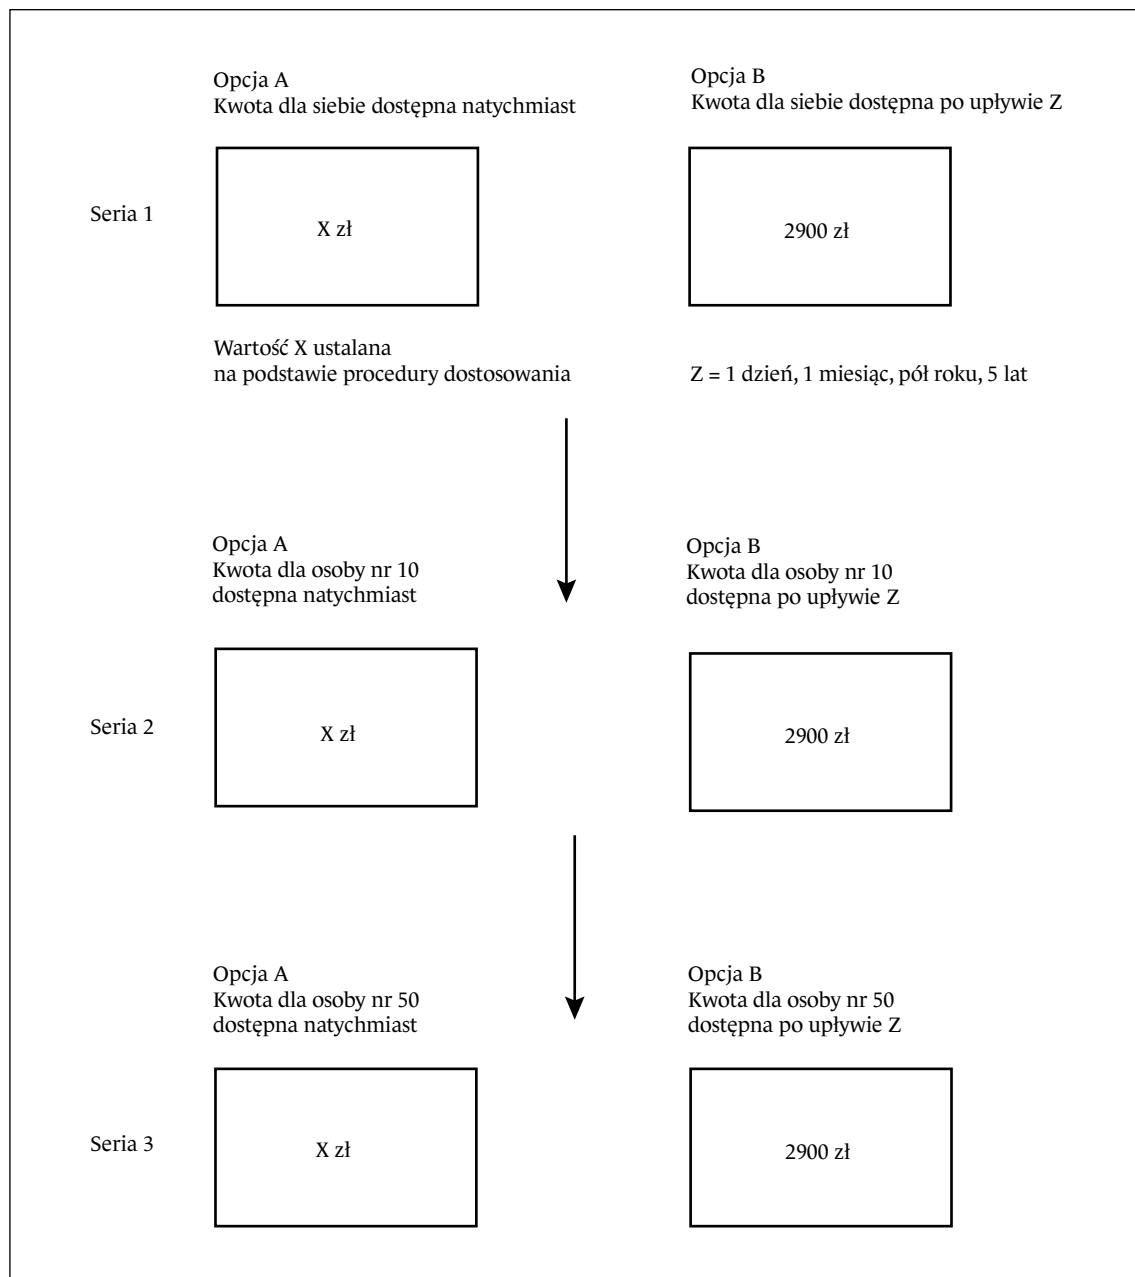 Opcja A
Kwota dla siebie dostępna natychmiast
Opcja B
Kwota dla siebie dostępna po upływie Z
Seria 1
X zł
2900 zł
Wartość X ustalana
na podstawie procedury dostosowania
Z = 1 dzień, 1 miesiąc, pół roku, 5 lat
Opcja A
Kwota dla osoby nr 10
dostępna natychmiast
Opcja B
Kwota dla osoby nr 10
dostępna po upływie Z
Seria 2
X zł
2900 zł
Opcja A
Kwota dla osoby nr 50
dostępna natychmiast
Opcja B
Kwota dla osoby nr 50
dostępna po upływie Z
Seria 3
X zł
2900 zł